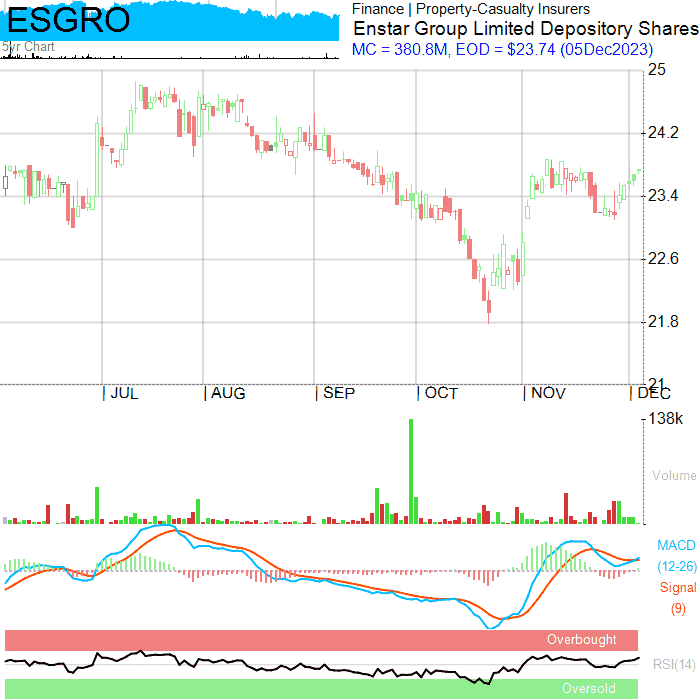 ESGRO
5yr Chart
Finance | Property-Casualty Insurers
Enstar Group Limited Depository Shares
MC = 380.8M, EOD = $23.74 (05Dec2023)
25
24.2
23.4
22.6
21.8
21
| JUL | AUG | SEP | OCT | NOV | DEC
138k
Volume
MACD
(12-26)
Signal
(9)
Overbought
RSI(14)
Oversold